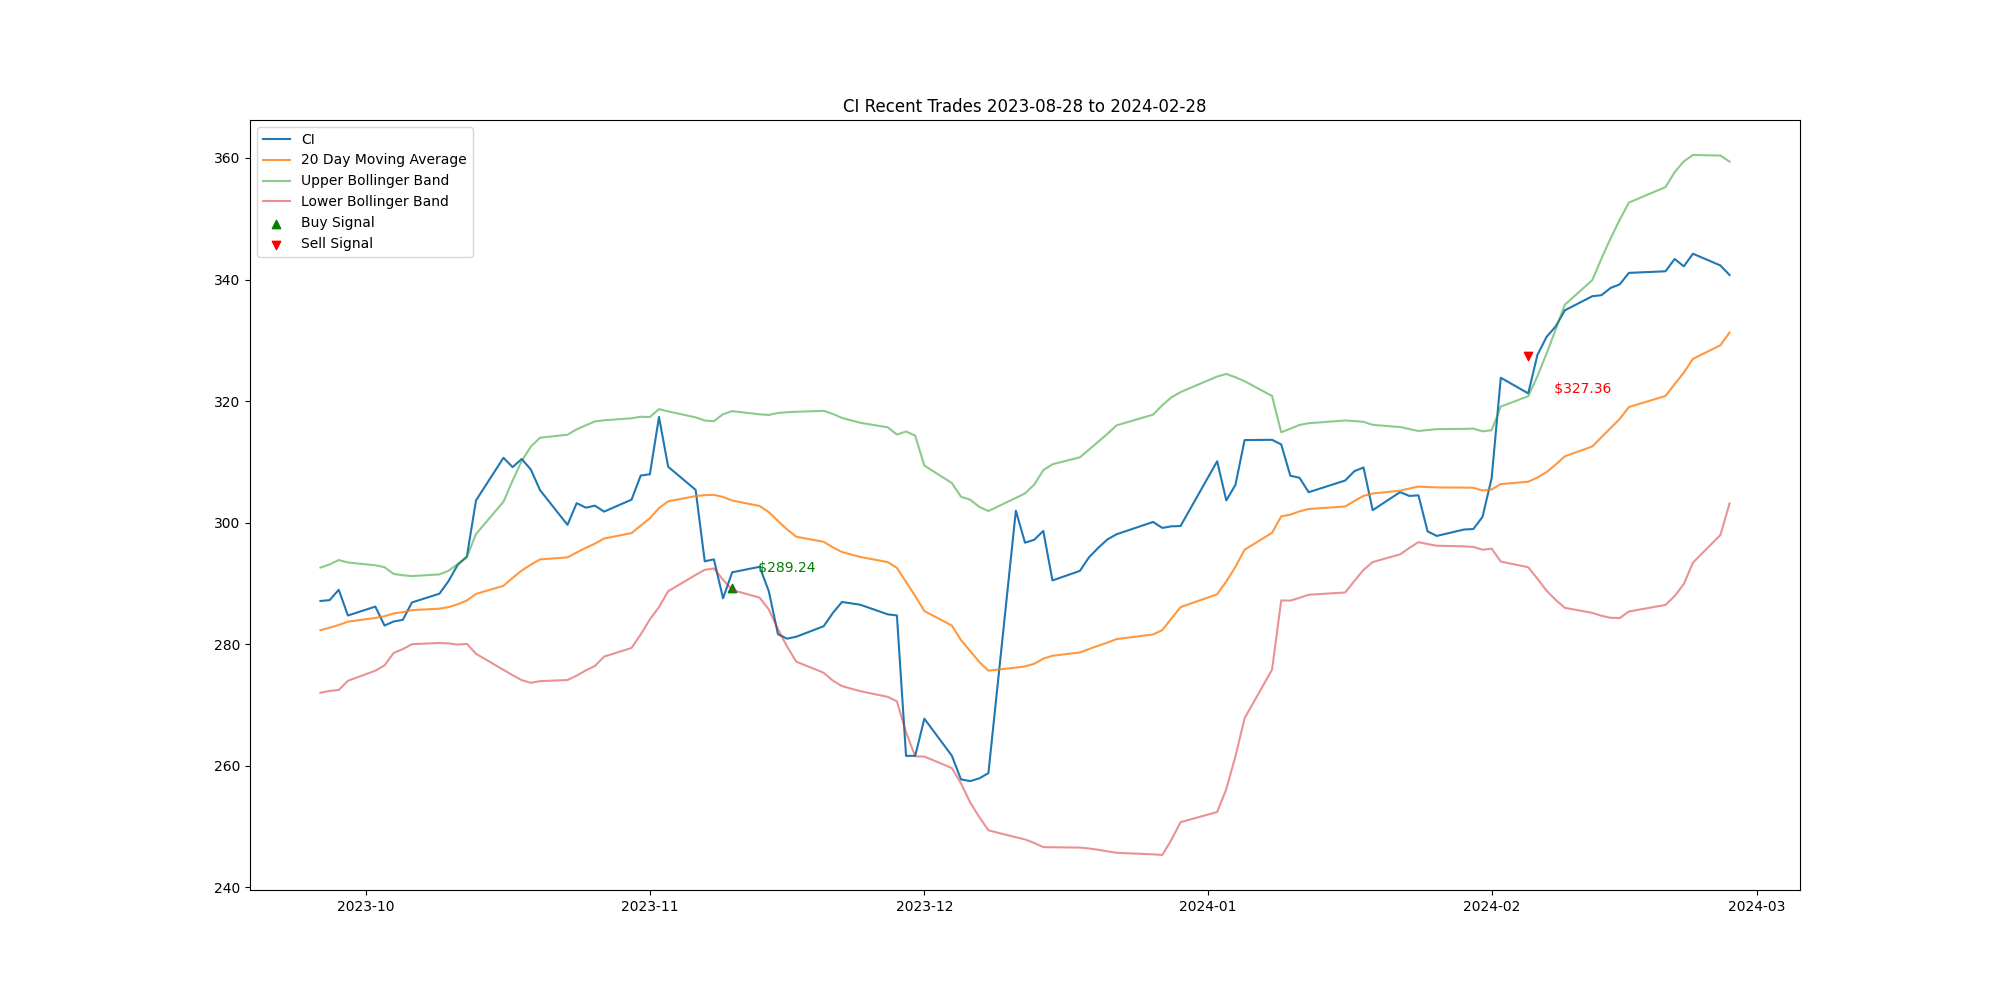 CI Recent Trades 2023-08-28 to 2024-02-28
CI
20 Day Moving Average
Upper Bollinger Band
Lower Bollinger Band
Buy Signal
Sell Signal
360
340
320
300
280
260
240
$327.36
$289.24
2023-10 2023-11 2023-12 2024-01 2024-02 2024-03